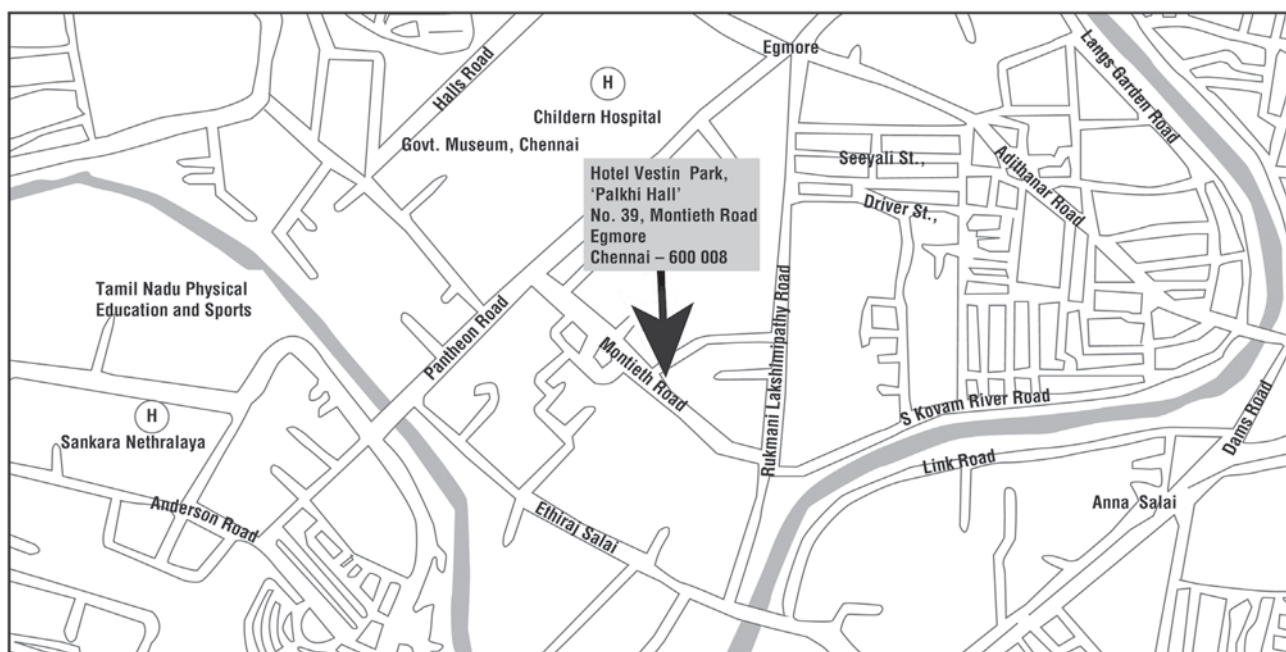 Egmore
Halls Road
H
Childern Hospital
Langs Garden Road
Govt. Museum, Chennai
Seeyali St.,
Adithanar Road
Hotel Vestin Park,
'Palkhi Hall'
No. 39, Montieth Road
Egmore
Chennai – 600 008
Driver St.,
Tamil Nadu Physical
Education and Sports
Pantheon Road
Montieth Road
Rukmani Lakshimipathy Road
S Kovam River Road
Dams Road
H
Sankara Nethralaya
Link Road
Anderson Road
Ethiraj Salai
Anna Salai